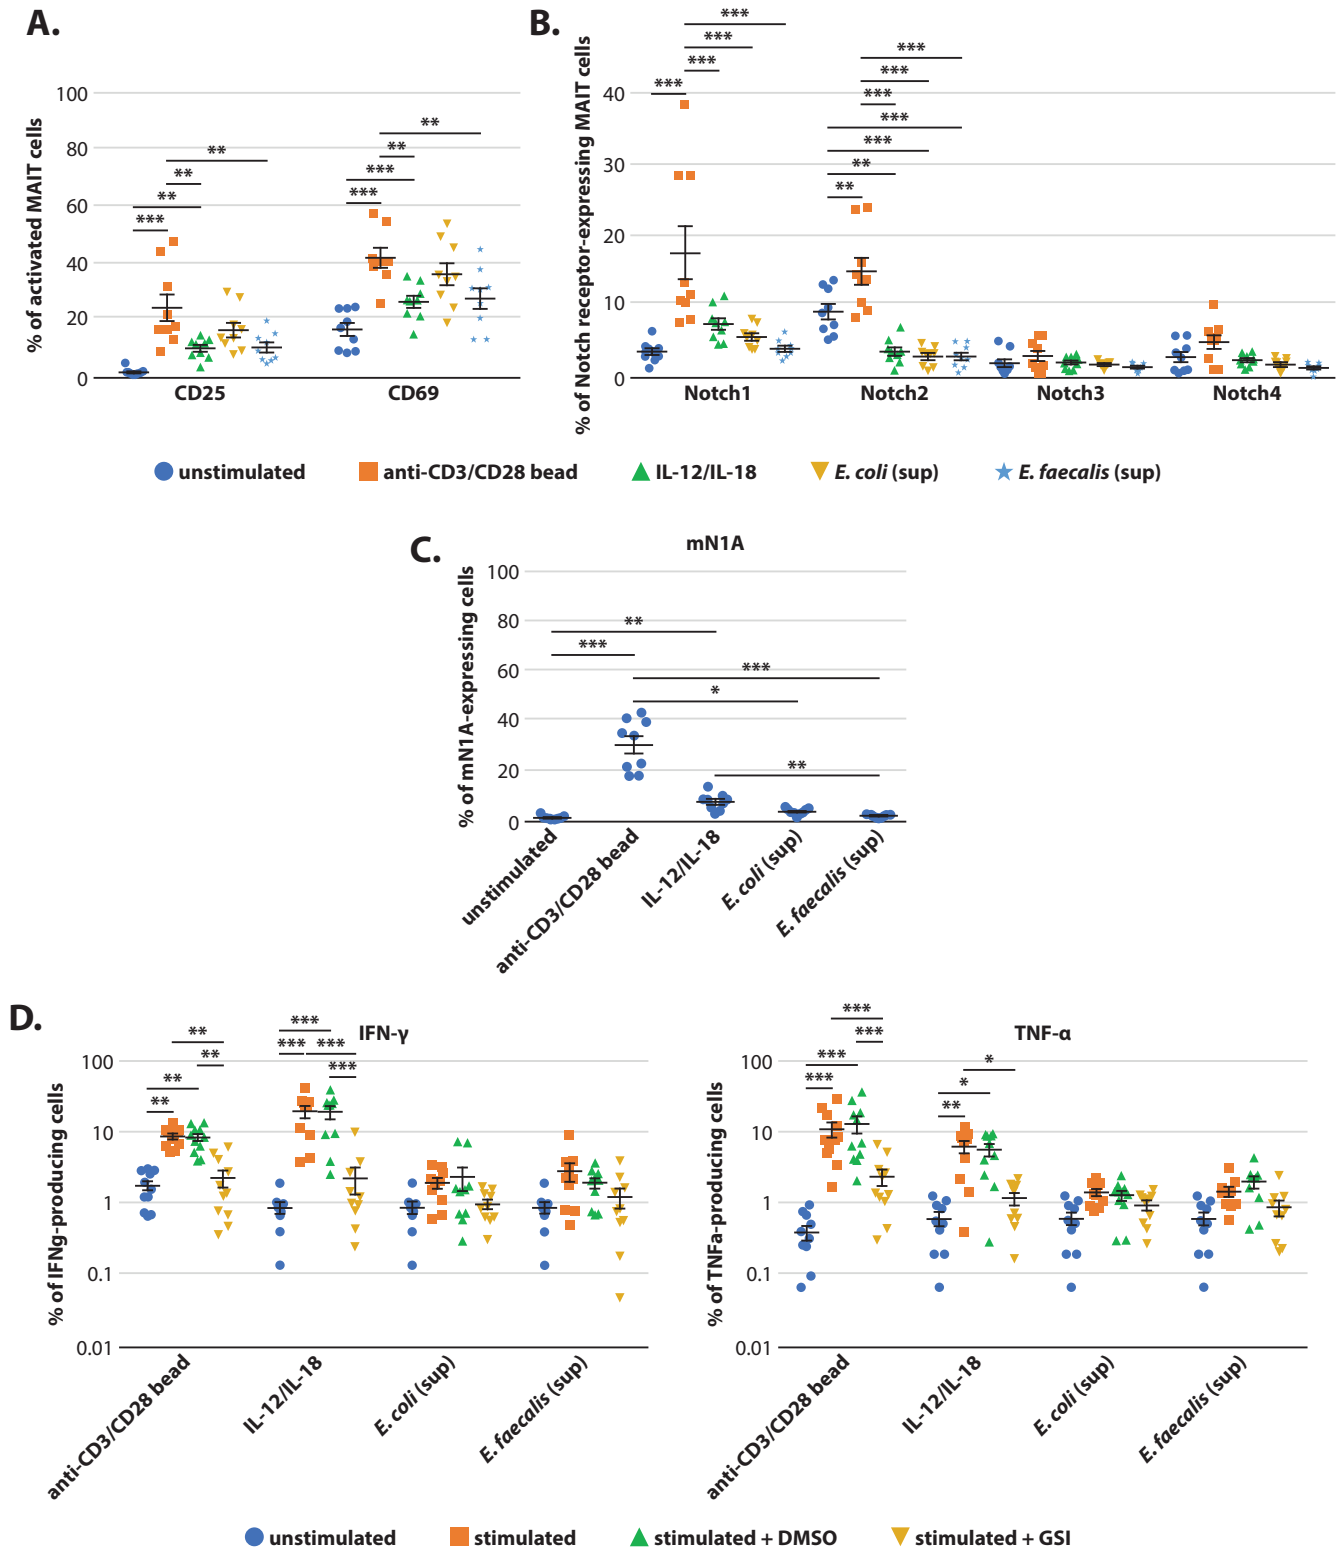 A.
B.
% of activated MAIT cells
100
80
60
40
20
0
** ** ** ***
** ** *** ***
CD25 CD69
% of Notch receptor-expressing MAIT cells
40
30
20
10
0
*** *** *** ***
*** *** *** *** *** ** **
Notch1 Notch2 Notch3 Notch4
unstimulated anti-CD3/CD28 bead IL-12/IL-18 E. coli (sup) E. faecalis (sup)
C.
mN1A
% of mN1A-expressing cells
100
80
60
40
20
0
**
***
***
*
**
unstimulated
anti-CD3/CD28 bead
IL-12/IL-18
E. coli (sup)
E. faecalis (sup)
D.
IFN-γ
% of IFNg-producing cells
100
10
1
0.1
0.01
** ** ** **
*** *** *** ***
anti-CD3/CD28 bead
IL-12/IL-18
E. coli (sup)
E. faecalis (sup)
TNF-α
% of TNFa-producing cells
100
10
1
0.1
0.01
*** *** *** ***
* * **
anti-CD3/CD28 bead
IL-12/IL-18
E. coli (sup)
E. faecalis (sup)
unstimulated stimulated stimulated + DMSO stimulated + GSI